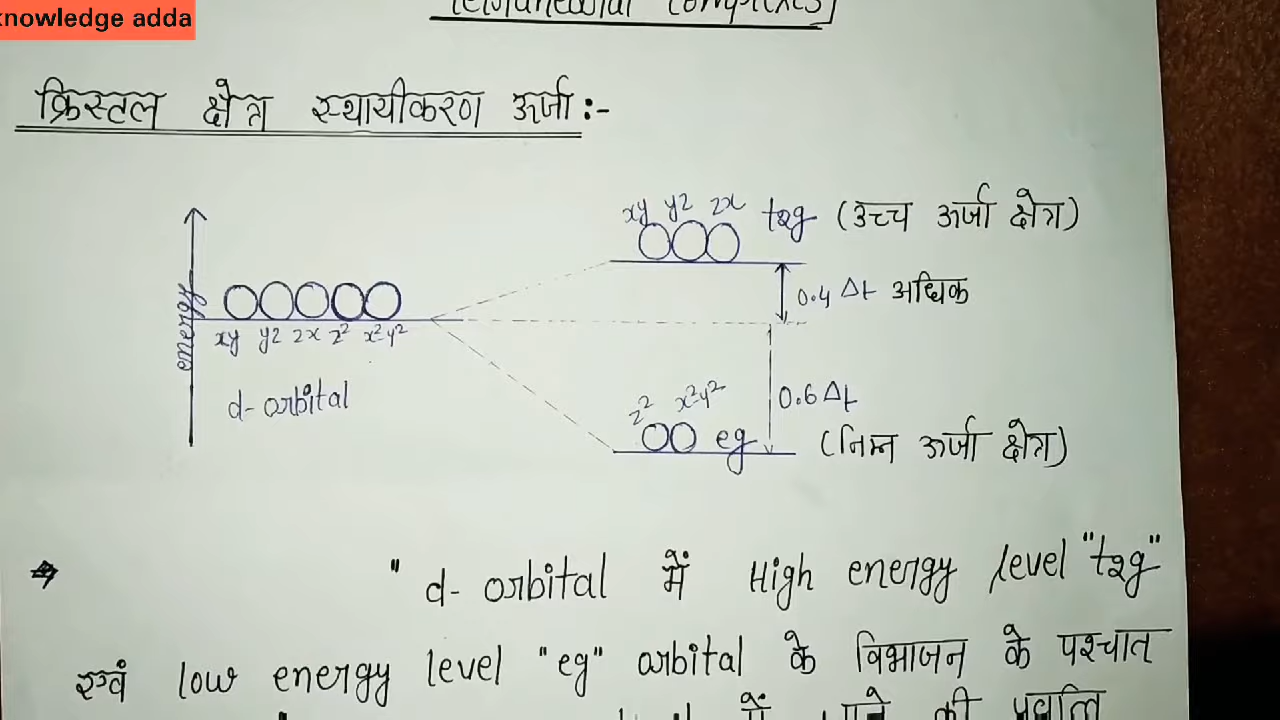 knowledge adda
क्रिस्टल क्षेत्र स्थायीकरण ऊर्जा :-
xy yz zx t2g (उच्च ऊर्जा क्षेत्र)
0.4 Δt अधिक
energy
xy yz zx z² x²-y²
d-orbital
0.6 Δt
z² x²-y²
eg (निम्न ऊर्जा क्षेत्र)
" d- orbital में High energy level "t2g"
एवं low energy level "eg" orbital के विभाजन के पश्चात
में की